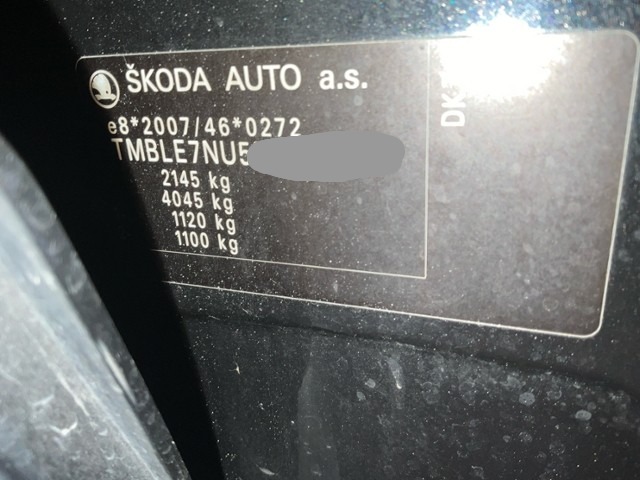 ŠKODA AUTO a.s.
e8*2007/46*0272
TMBLE7NU5
2145 kg
4045 kg
1120 kg
1100 kg
DK